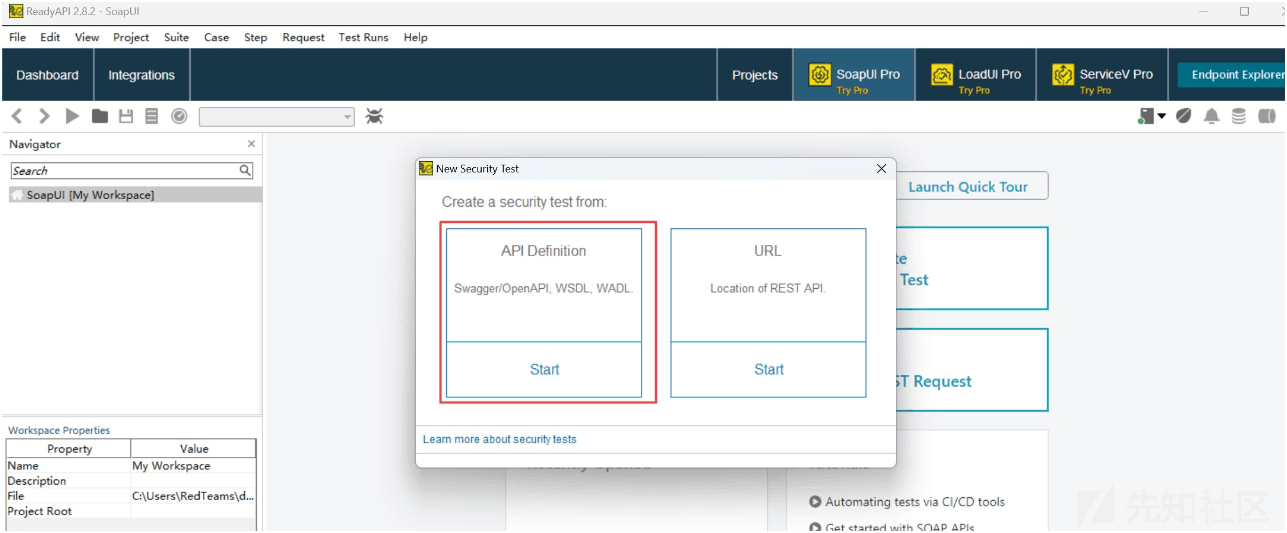 ReadyAPI 2.8.2 - SoapUI
File Edit View Project Suite Case Step Request Test Runs Help
Dashboard Integrations Projects SoapUI Pro LoadUI Pro ServiceV Pro Endpoint Explorer
Try Pro Try Pro Try Pro
Navigator
Search
SoapUI [My Workspace]
New Security Test
Launch Quick Tour
Create a security test from:
API Definition URL
Swagger/OpenAPI, WSDL, WADL. Location of REST API.
Test
Start Start
Request
Learn more about security tests
Workspace Properties
Property Value
Name My Workspace
Description
File C:\Users\RedTeams\d...
Project Root
Automating tests via CI/CD tools
Get started with SOAP APIs
先知社区